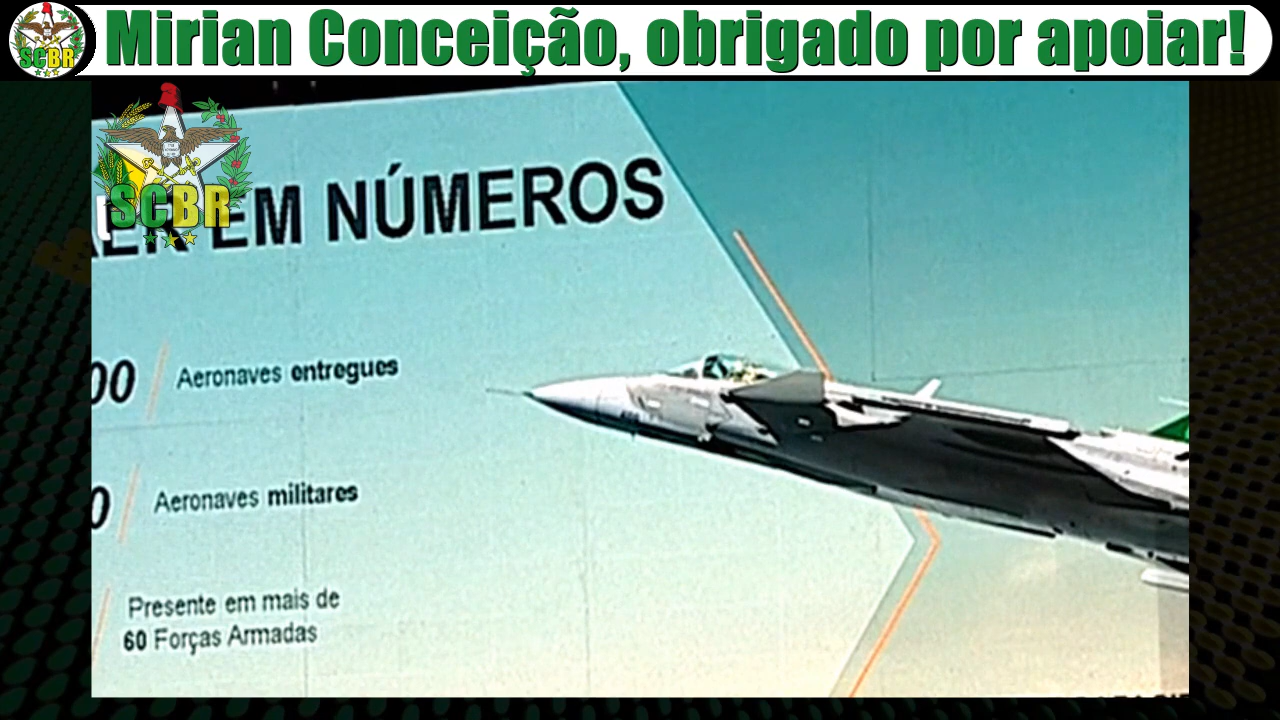 SCBR
Mirian Conceição, obrigado por apoiar!
SCBR
EM NÚMEROS
00
Aeronaves entregues
0
Aeronaves militares
Presente em mais de
60 Forças Armadas